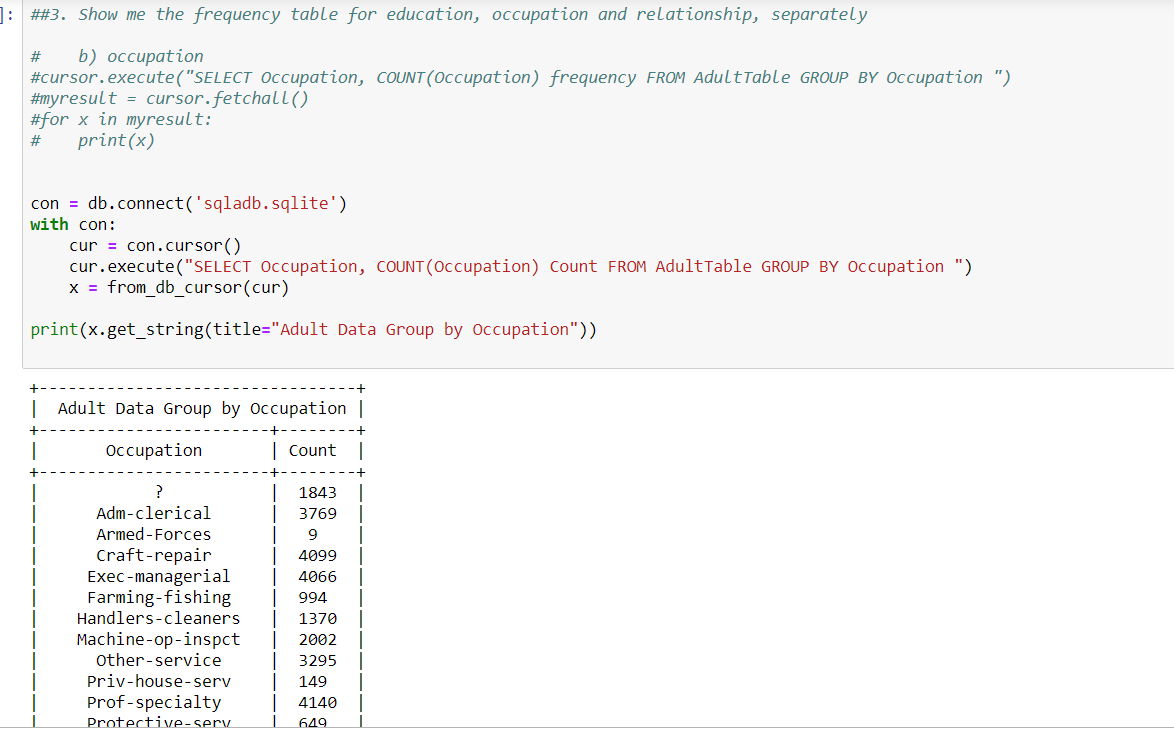 ]: ##3. Show me the frequency table for education, occupation and relationship, separately
#    b) occupation
#cursor.execute("SELECT Occupation, COUNT(Occupation) frequency FROM AdultTable GROUP BY Occupation ")
#myresult = cursor.fetchall()
#for x in myresult:
#    print(x)
con = db.connect('sqladb.sqlite')
with con:
    cur = con.cursor()
    cur.execute("SELECT Occupation, COUNT(Occupation) Count FROM AdultTable GROUP BY Occupation ")
    x = from_db_cursor(cur)
print(x.get_string(title="Adult Data Group by Occupation"))
+---------------------------------+
|  Adult Data Group by Occupation |
+------------------------+--------+
|       Occupation       | Count  |
+------------------------+--------+
|            ?           |  1843  |
|      Adm-clerical      |  3769  |
|      Armed-Forces      |   9    |
|      Craft-repair      |  4099  |
|     Exec-managerial    |  4066  |
|     Farming-fishing    |  994   |
|    Handlers-cleaners   |  1370  |
|    Machine-op-inspct   |  2002  |
|      Other-service     |  3295  |
|     Priv-house-serv    |  149   |
|     Prof-specialty     |  4140  |
|     Protective-serv    |  649   |